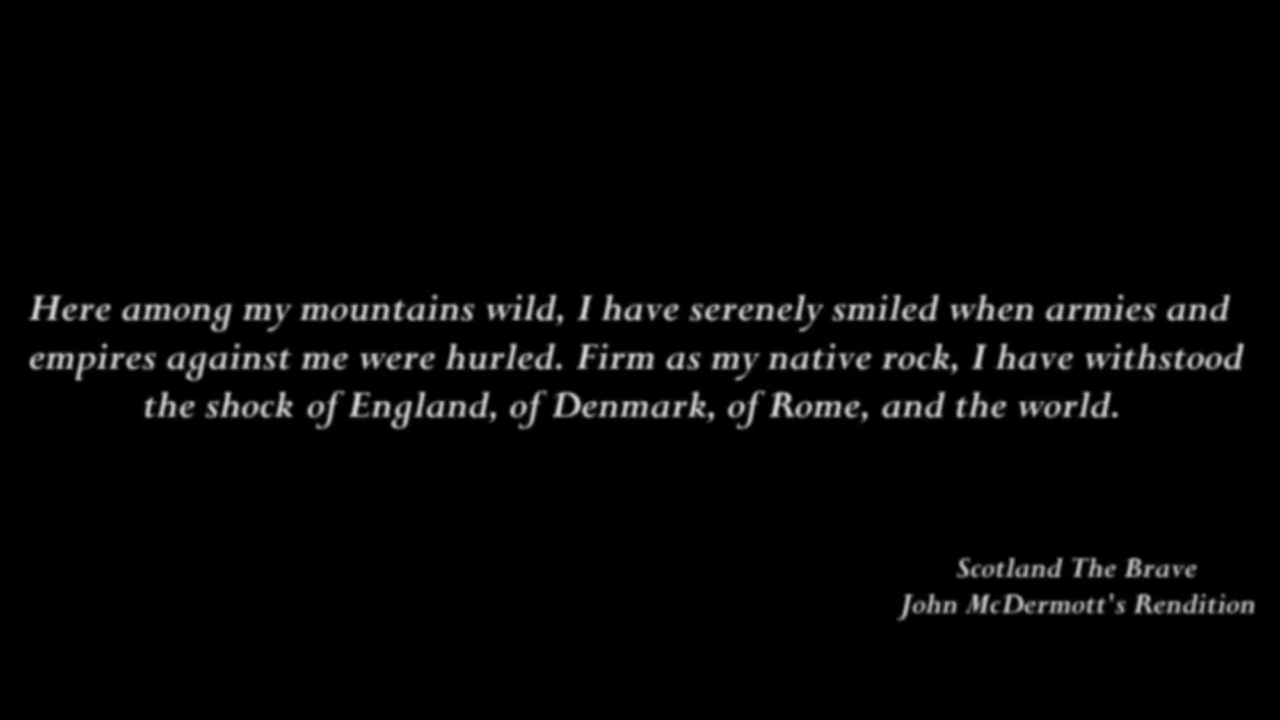 Here among my mountains wild, I have serenely smiled when armies and
empires against me were hurled. Firm as my native rock, I have withstood
the shock of England, of Denmark, of Rome, and the world.
Scotland The Brave
John McDermott's Rendition